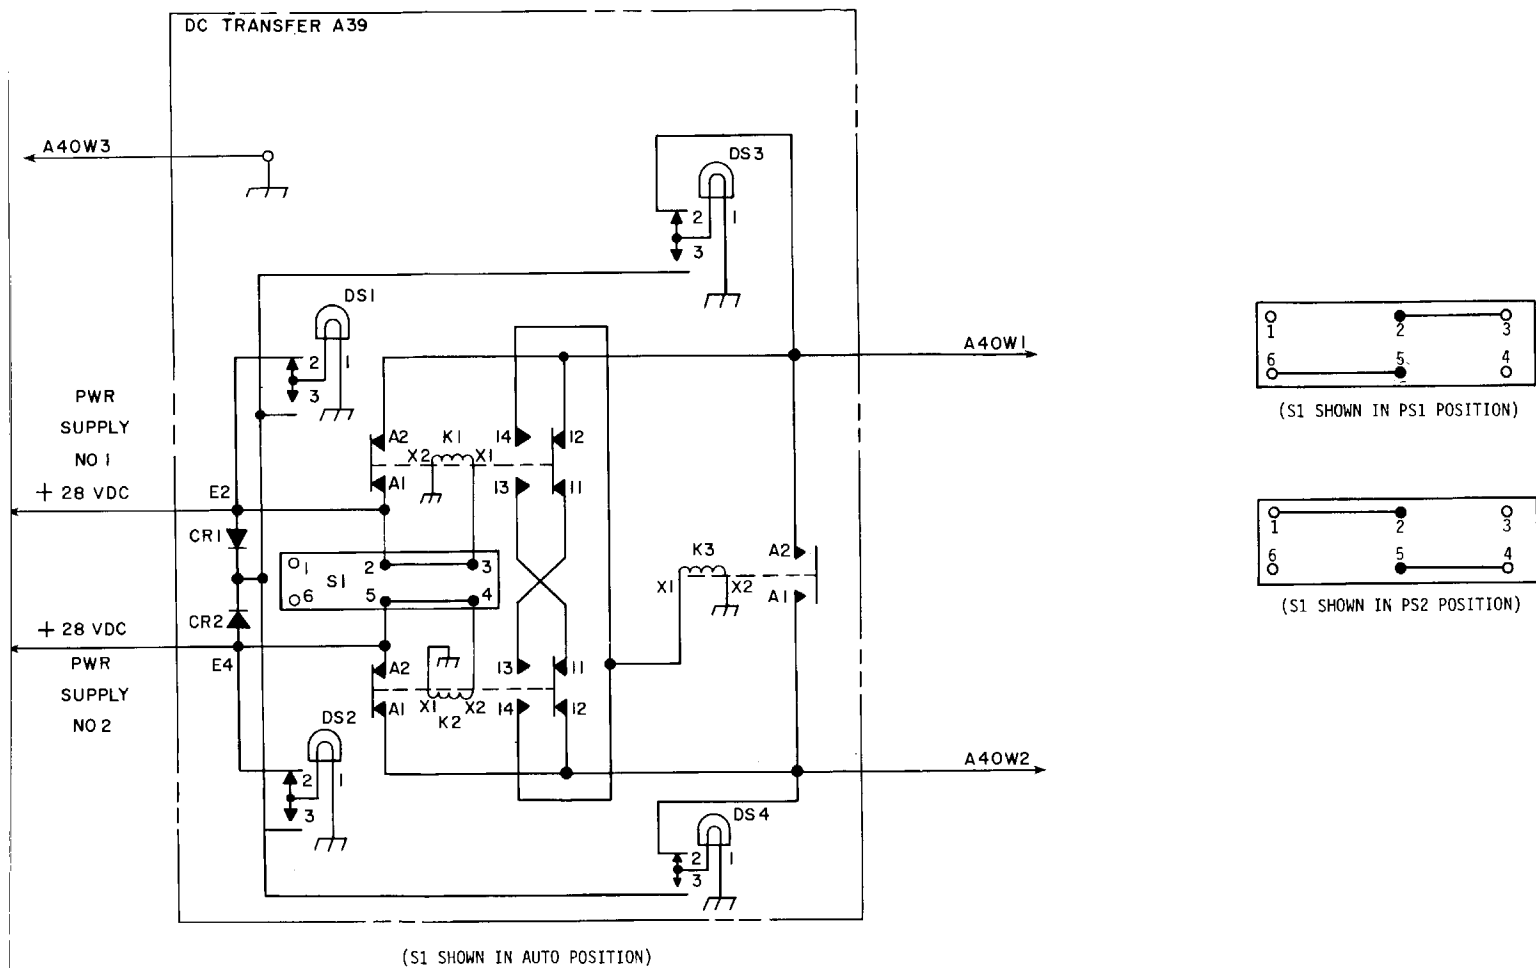 DC TRANSFER A39
A40W3
DS3
2 1
3
DS1
2 1
3
A40W1
PWR
SUPPLY
NO 1
+ 28 VDC
E2
A2 K1 14 12
X2 X1
A1 13 11
CR1
1 2 3
S1
6 5 4
CR2
K3 A2
X1 X2
A1
+ 28 VDC
E4
PWR
SUPPLY
NO 2
A2 13 11
A1 X1 X2 14 12
K2
DS2
2 1
3
A40W2
DS4
2 1
3
(S1 SHOWN IN AUTO POSITION)
1 2 3
6 5 4
(S1 SHOWN IN PS1 POSITION)
1 2 3
6 5 4
(S1 SHOWN IN PS2 POSITION)